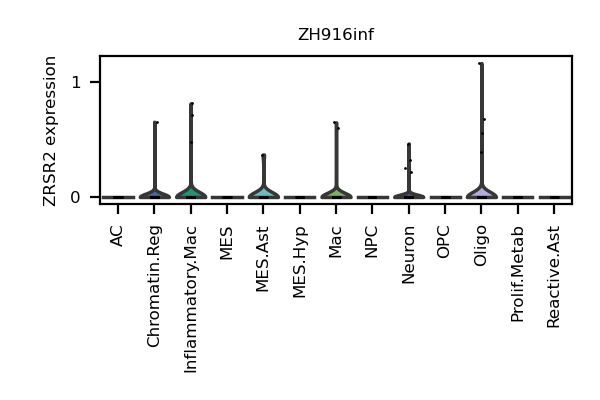 ZH916inf
ZRSR2 expression
1
0
AC
Chromatin.Reg
Inflammatory.Mac
MES
MES.Ast
MES.Hyp
Mac
NPC
Neuron
OPC
Oligo
Prolif.Metab
Reactive.Ast